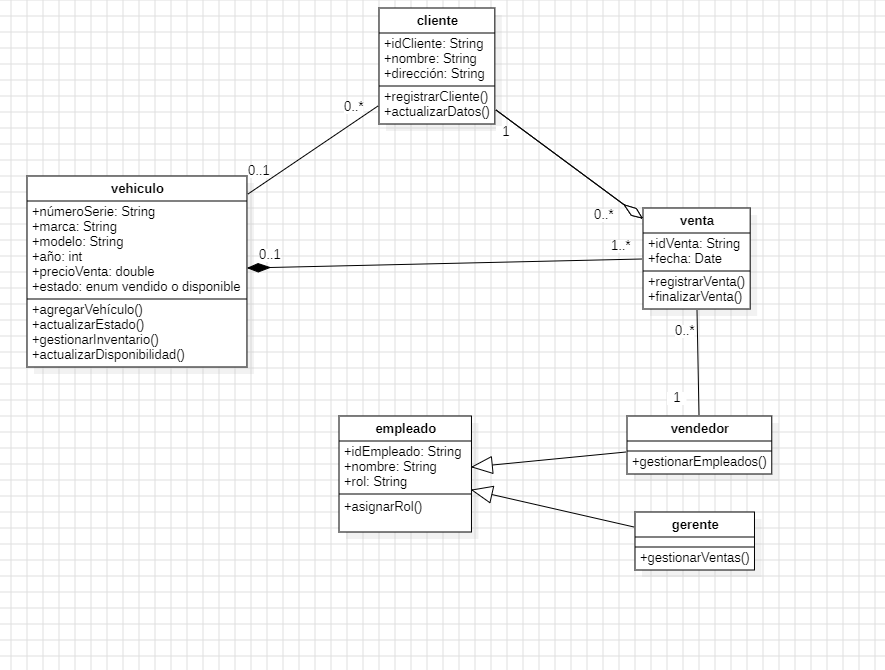 cliente
+idCliente: String
+nombre: String
+dirección: String
+registrarCliente()
+actualizarDatos()
0..*
1
0..1
vehiculo
+númeroSerie: String
+marca: String
+modelo: String
+año: int
+precioVenta: double
+estado: enum vendido o disponible
+agregarVehículo()
+actualizarEstado()
+gestionarInventario()
+actualizarDisponibilidad()
0..1
0..*
1..*
venta
+idVenta: String
+fecha: Date
+registrarVenta()
+finalizarVenta()
0..*
1
empleado
+idEmpleado: String
+nombre: String
+rol: String
+asignarRol()
vendedor
+gestionarEmpleados()
gerente
+gestionarVentas()